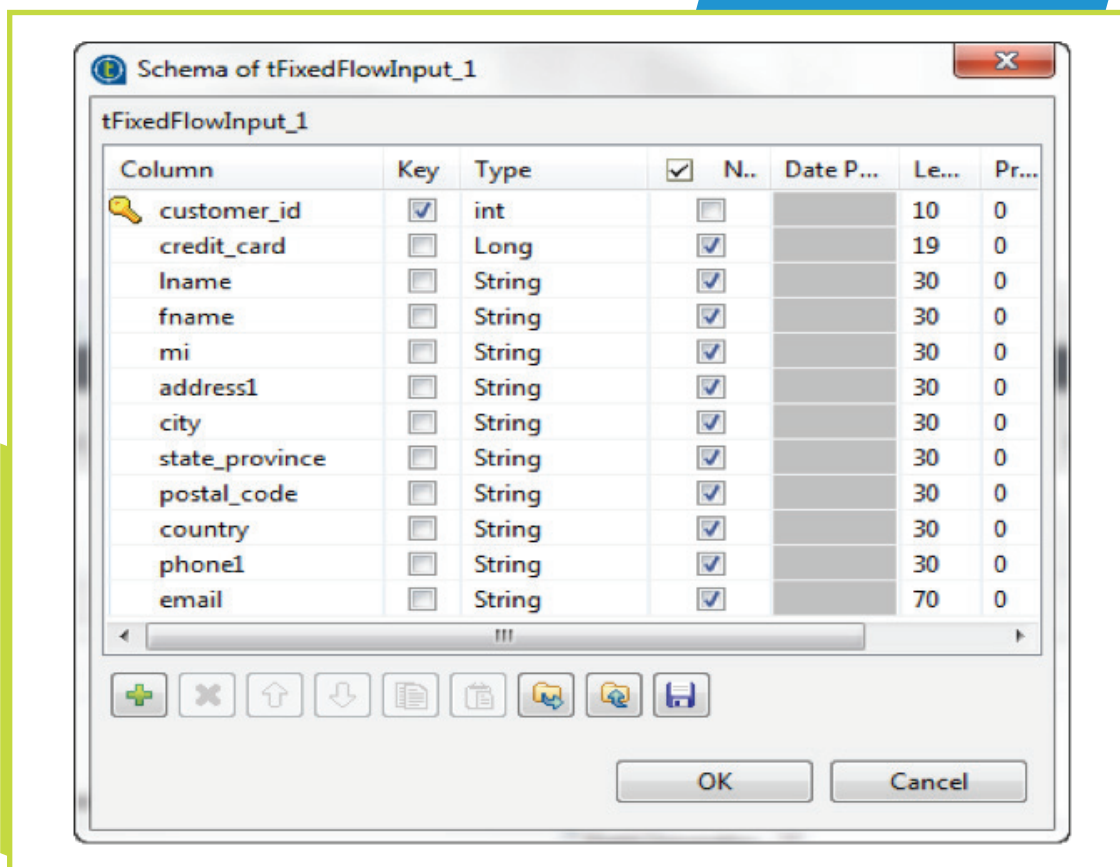 Schema of tFixedFlowInput_1
tFixedFlowInput_1
Column Key Type N.. Date P... Le... Pr...
customer_id int 10 0
credit_card Long 19 0
lname String 30 0
fname String 30 0
mi String 30 0
address1 String 30 0
city String 30 0
state_province String 30 0
postal_code String 30 0
country String 30 0
phone1 String 30 0
email String 70 0
OK Cancel